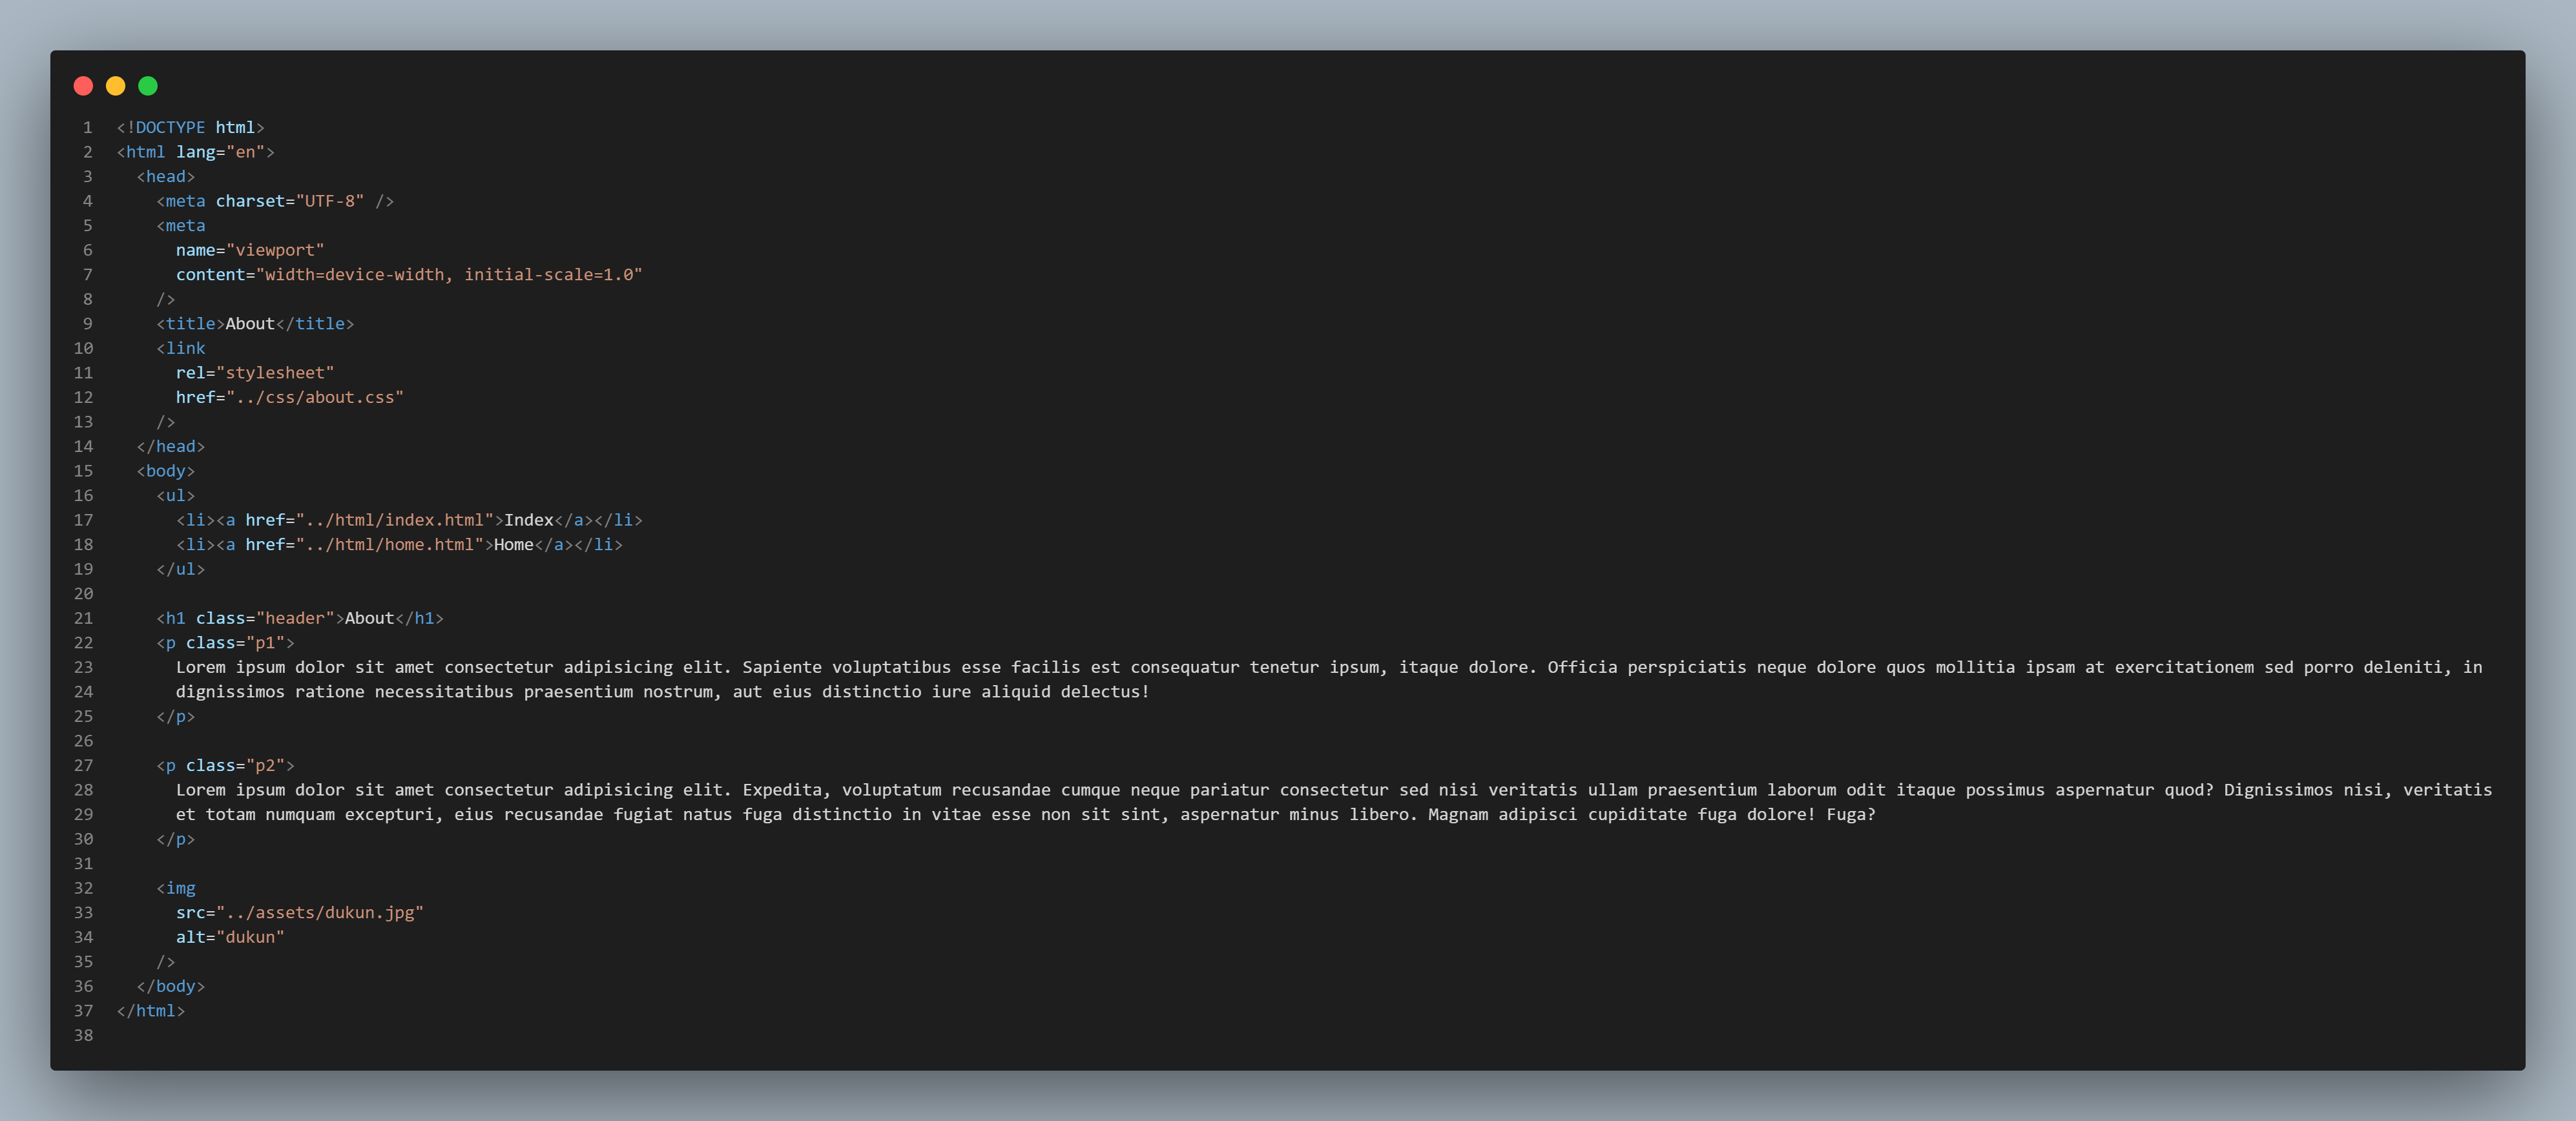 1 <!DOCTYPE html>
2 <html lang="en">
3   <head>
4     <meta charset="UTF-8" />
5     <meta
6       name="viewport"
7       content="width=device-width, initial-scale=1.0"
8     />
9     <title>About</title>
10     <link
11       rel="stylesheet"
12       href="../css/about.css"
13     />
14   </head>
15   <body>
16     <ul>
17       <li><a href="../html/index.html">Index</a></li>
18       <li><a href="../html/home.html">Home</a></li>
19     </ul>
20
21     <h1 class="header">About</h1>
22     <p class="p1">
23       Lorem ipsum dolor sit amet consectetur adipisicing elit. Sapiente voluptatibus esse facilis est consequatur tenetur ipsum, itaque dolore. Officia perspiciatis neque dolore quos mollitia ipsam at exercitationem sed porro deleniti, in
24       dignissimos ratione necessitatibus praesentium nostrum, aut eius distinctio iure aliquid delectus!
25     </p>
26
27     <p class="p2">
28       Lorem ipsum dolor sit amet consectetur adipisicing elit. Expedita, voluptatum recusandae cumque neque pariatur consectetur sed nisi veritatis ullam praesentium laborum odit itaque possimus aspernatur quod? Dignissimos nisi, veritatis
29       et totam numquam excepturi, eius recusandae fugiat natus fuga distinctio in vitae esse non sit sint, aspernatur minus libero. Magnam adipisci cupiditate fuga dolore! Fuga?
30     </p>
31
32     <img
33       src="../assets/dukun.jpg"
34       alt="dukun"
35     />
36   </body>
37 </html>
38